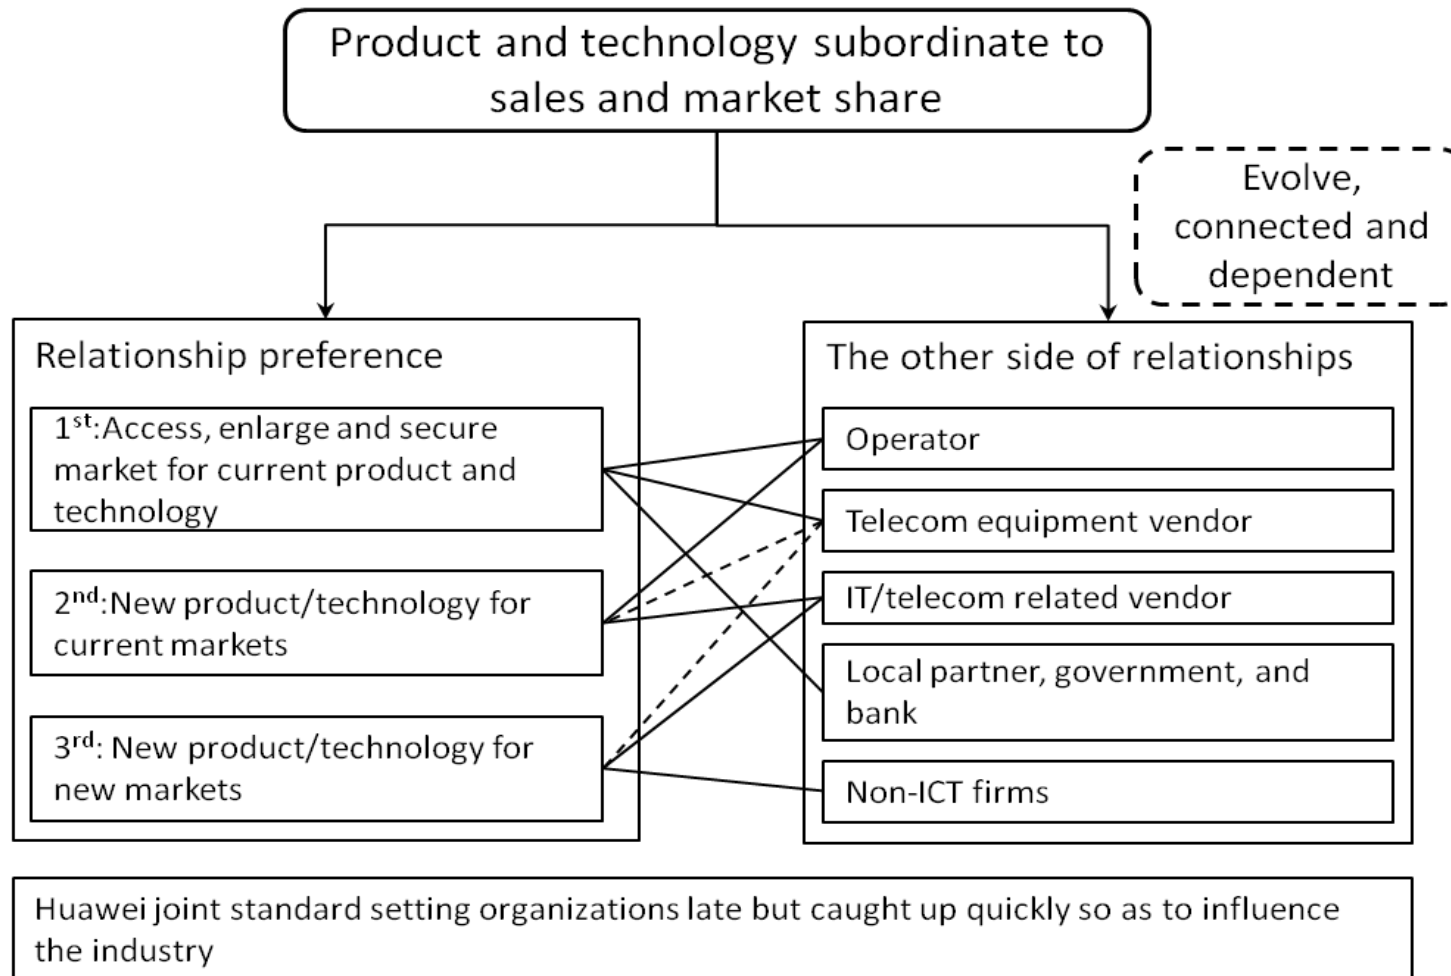 Product and technology subordinate to
sales and market share
Evolve,
connected and
dependent
Relationship preference
1st:Access, enlarge and secure
market for current product and
technology
2nd:New product/technology for
current markets
3rd: New product/technology for
new markets
The other side of relationships
Operator
Telecom equipment vendor
IT/telecom related vendor
Local partner, government, and
bank
Non-ICT firms
Huawei joint standard setting organizations late but caught up quickly so as to influence
the industry